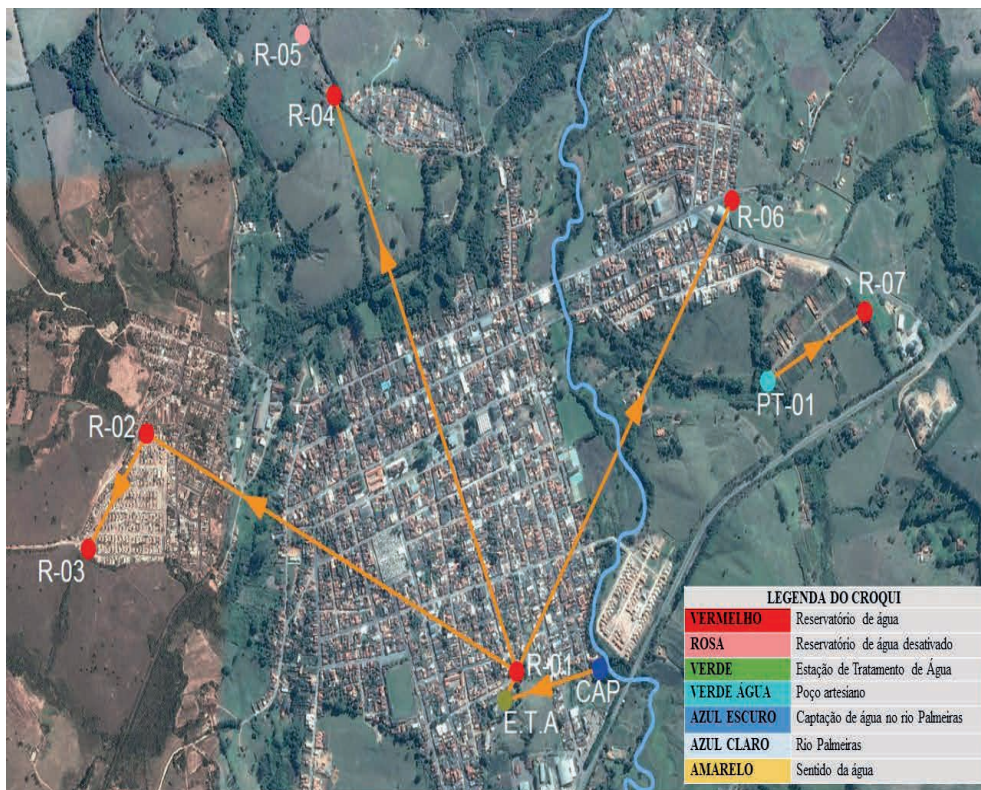 R-05
R-04
R-06
R-07
PT-01
R-02
R-03
R-01
CAP.
E.T.A
LEGENDA DO CROQUI
VERMELHO Reservatório de água
ROSA Reservatório de água desativado
VERDE Estação de Tratamento de Água
VERDE ÁGUA Poço artesiano
AZUL ESCURO Captação de água no rio Palmeiras
AZUL CLARO Rio Palmeiras
AMARELO Sentido da água